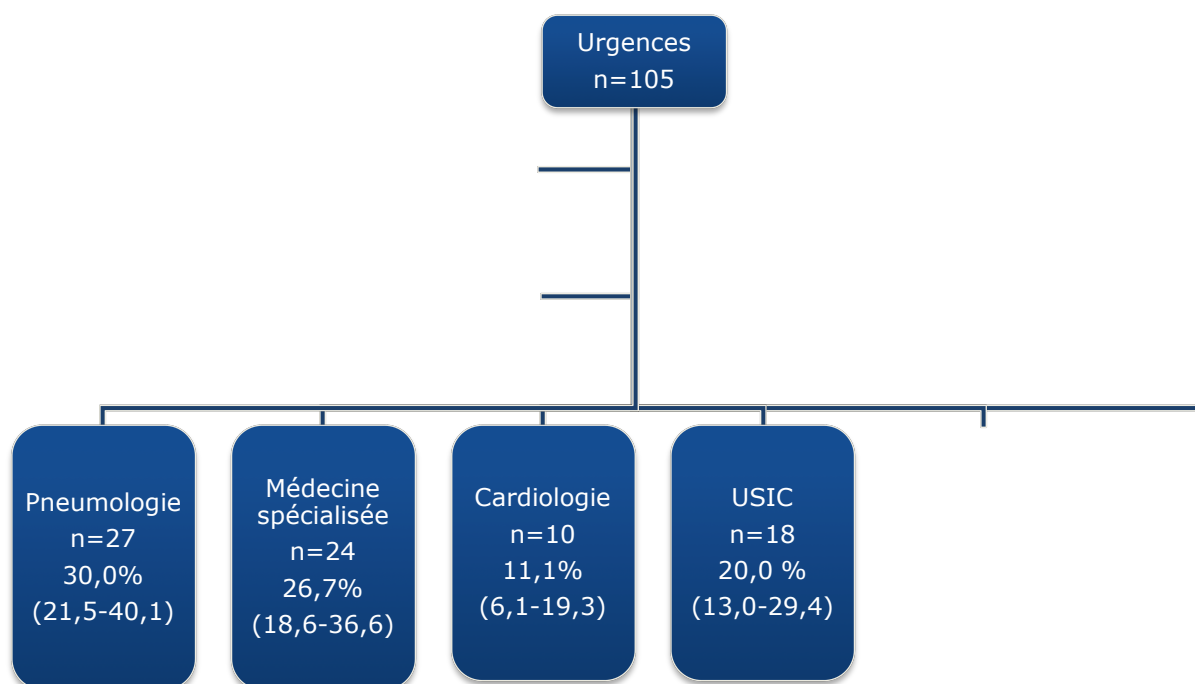 Urgences
n=105
Pneumologie
n=27
30,0%
(21,5-40,1)
Médecine
spécialisée
n=24
26,7%
(18,6-36,6)
Cardiologie
n=10
11,1%
(6,1-19,3)
USIC
n=18
20,0 %
(13,0-29,4)